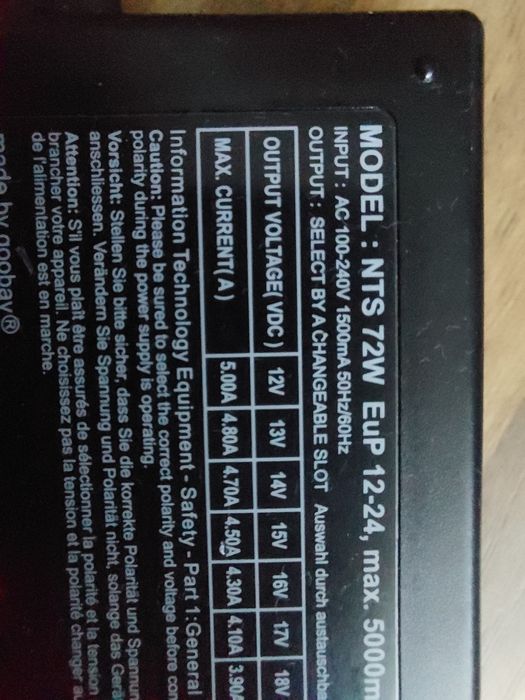 MODEL : NTS 72W EuP 12-24, max. 5000m
INPUT : AC 100-240V 1500mA 50Hz/60Hz
OUTPUT : SELECT BY A CHANGEABLE SLOT Auswahl durch austauschb
OUTPUT VOLTAGE(VDC) 12V 13V 14V 15V 16V 17V 18V
MAX. CURRENT(A) 5.00A 4.80A 4.70A 4.50A 4.30A 4.10A 3.90A
Information Technology Equipment - Safety - Part 1:General
Caution: Please be sured to select the correct polarity and voltage before con
polarity during the power supply is operating.
Vorsicht: Stellen Sie bitte sicher, dass Sie die korrekte Polarität und Spannun
anschliessen. Verändern Sie Spannung und Polarität nicht, solange das Gerä
Attention: S'il vous plaît être assurés de sélectionner la polarité et la tension
brancher votre appareil. Ne choisissez pas la tension et la polarité changer au
de l'alimentation est en marche.
made by goobay®